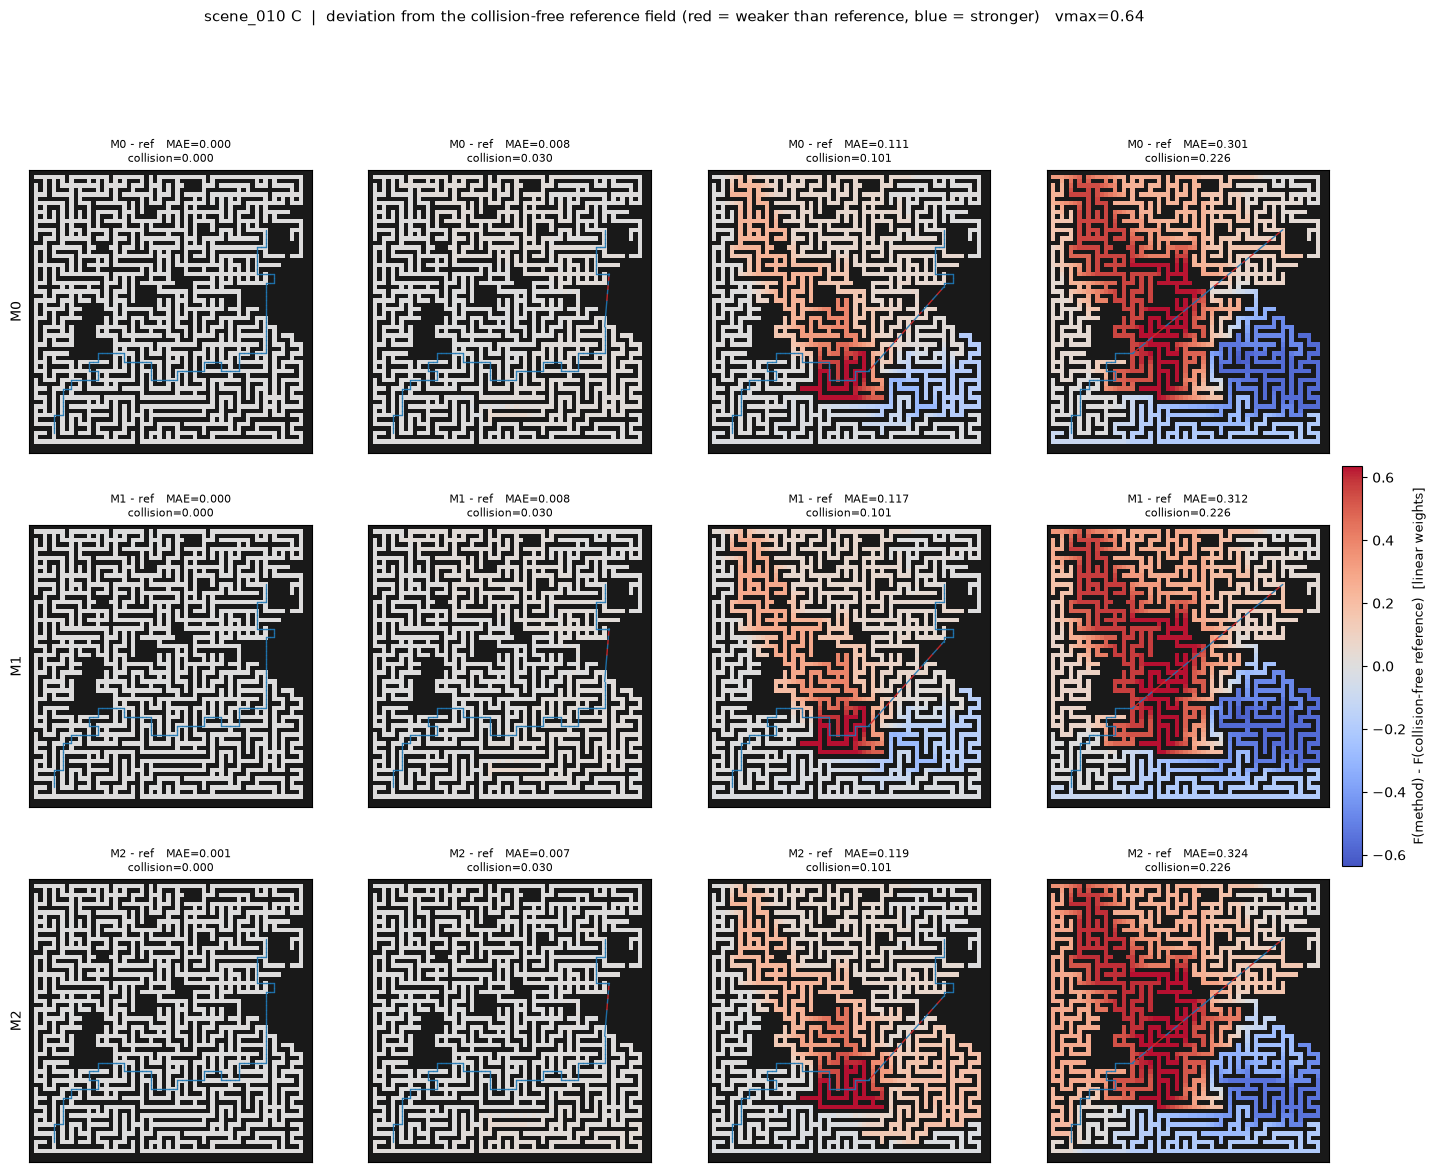 scene_010 C  |  deviation from the collision-free reference field (red = weaker than reference, blue = stronger)   vmax=0.64
M0 - ref   MAE=0.000
collision=0.000
M0 - ref   MAE=0.008
collision=0.030
M0 - ref   MAE=0.111
collision=0.101
M0 - ref   MAE=0.301
collision=0.226
M0
M1 - ref   MAE=0.000
collision=0.000
M1 - ref   MAE=0.008
collision=0.030
M1 - ref   MAE=0.117
collision=0.101
M1 - ref   MAE=0.312
collision=0.226
M1
M2 - ref   MAE=0.001
collision=0.000
M2 - ref   MAE=0.007
collision=0.030
M2 - ref   MAE=0.119
collision=0.101
M2 - ref   MAE=0.324
collision=0.226
M2
0.6
0.4
0.2
0.0
−0.2
−0.4
−0.6
F(method) - F(collision-free reference)  [linear weights]